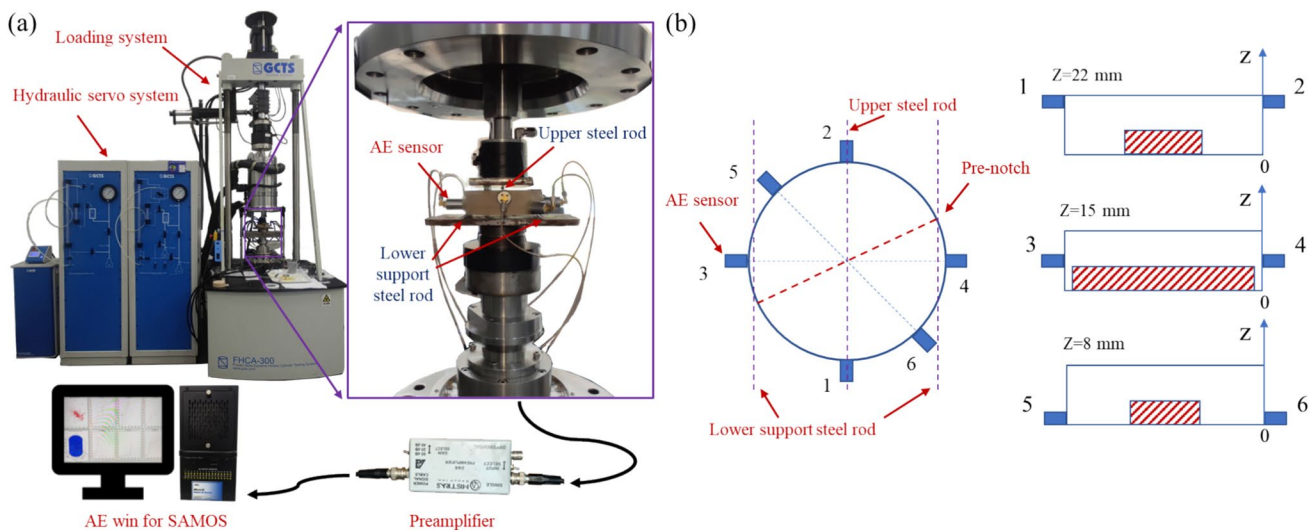 (a)
Loading system
Hydraulic servo system
GCTS
GCTS
FHCA-300
Upper steel rod
AE sensor
Lower
support
steel rod
MISTRAS
AE win for SAMOS
Preamplifier
(b)
Upper steel rod
Pre-notch
AE sensor
Lower support steel rod
2
5
3
4
6
1
Z=22 mm
Z
1
2
0
Z=15 mm
Z
3
4
0
Z=8 mm
Z
5
6
0